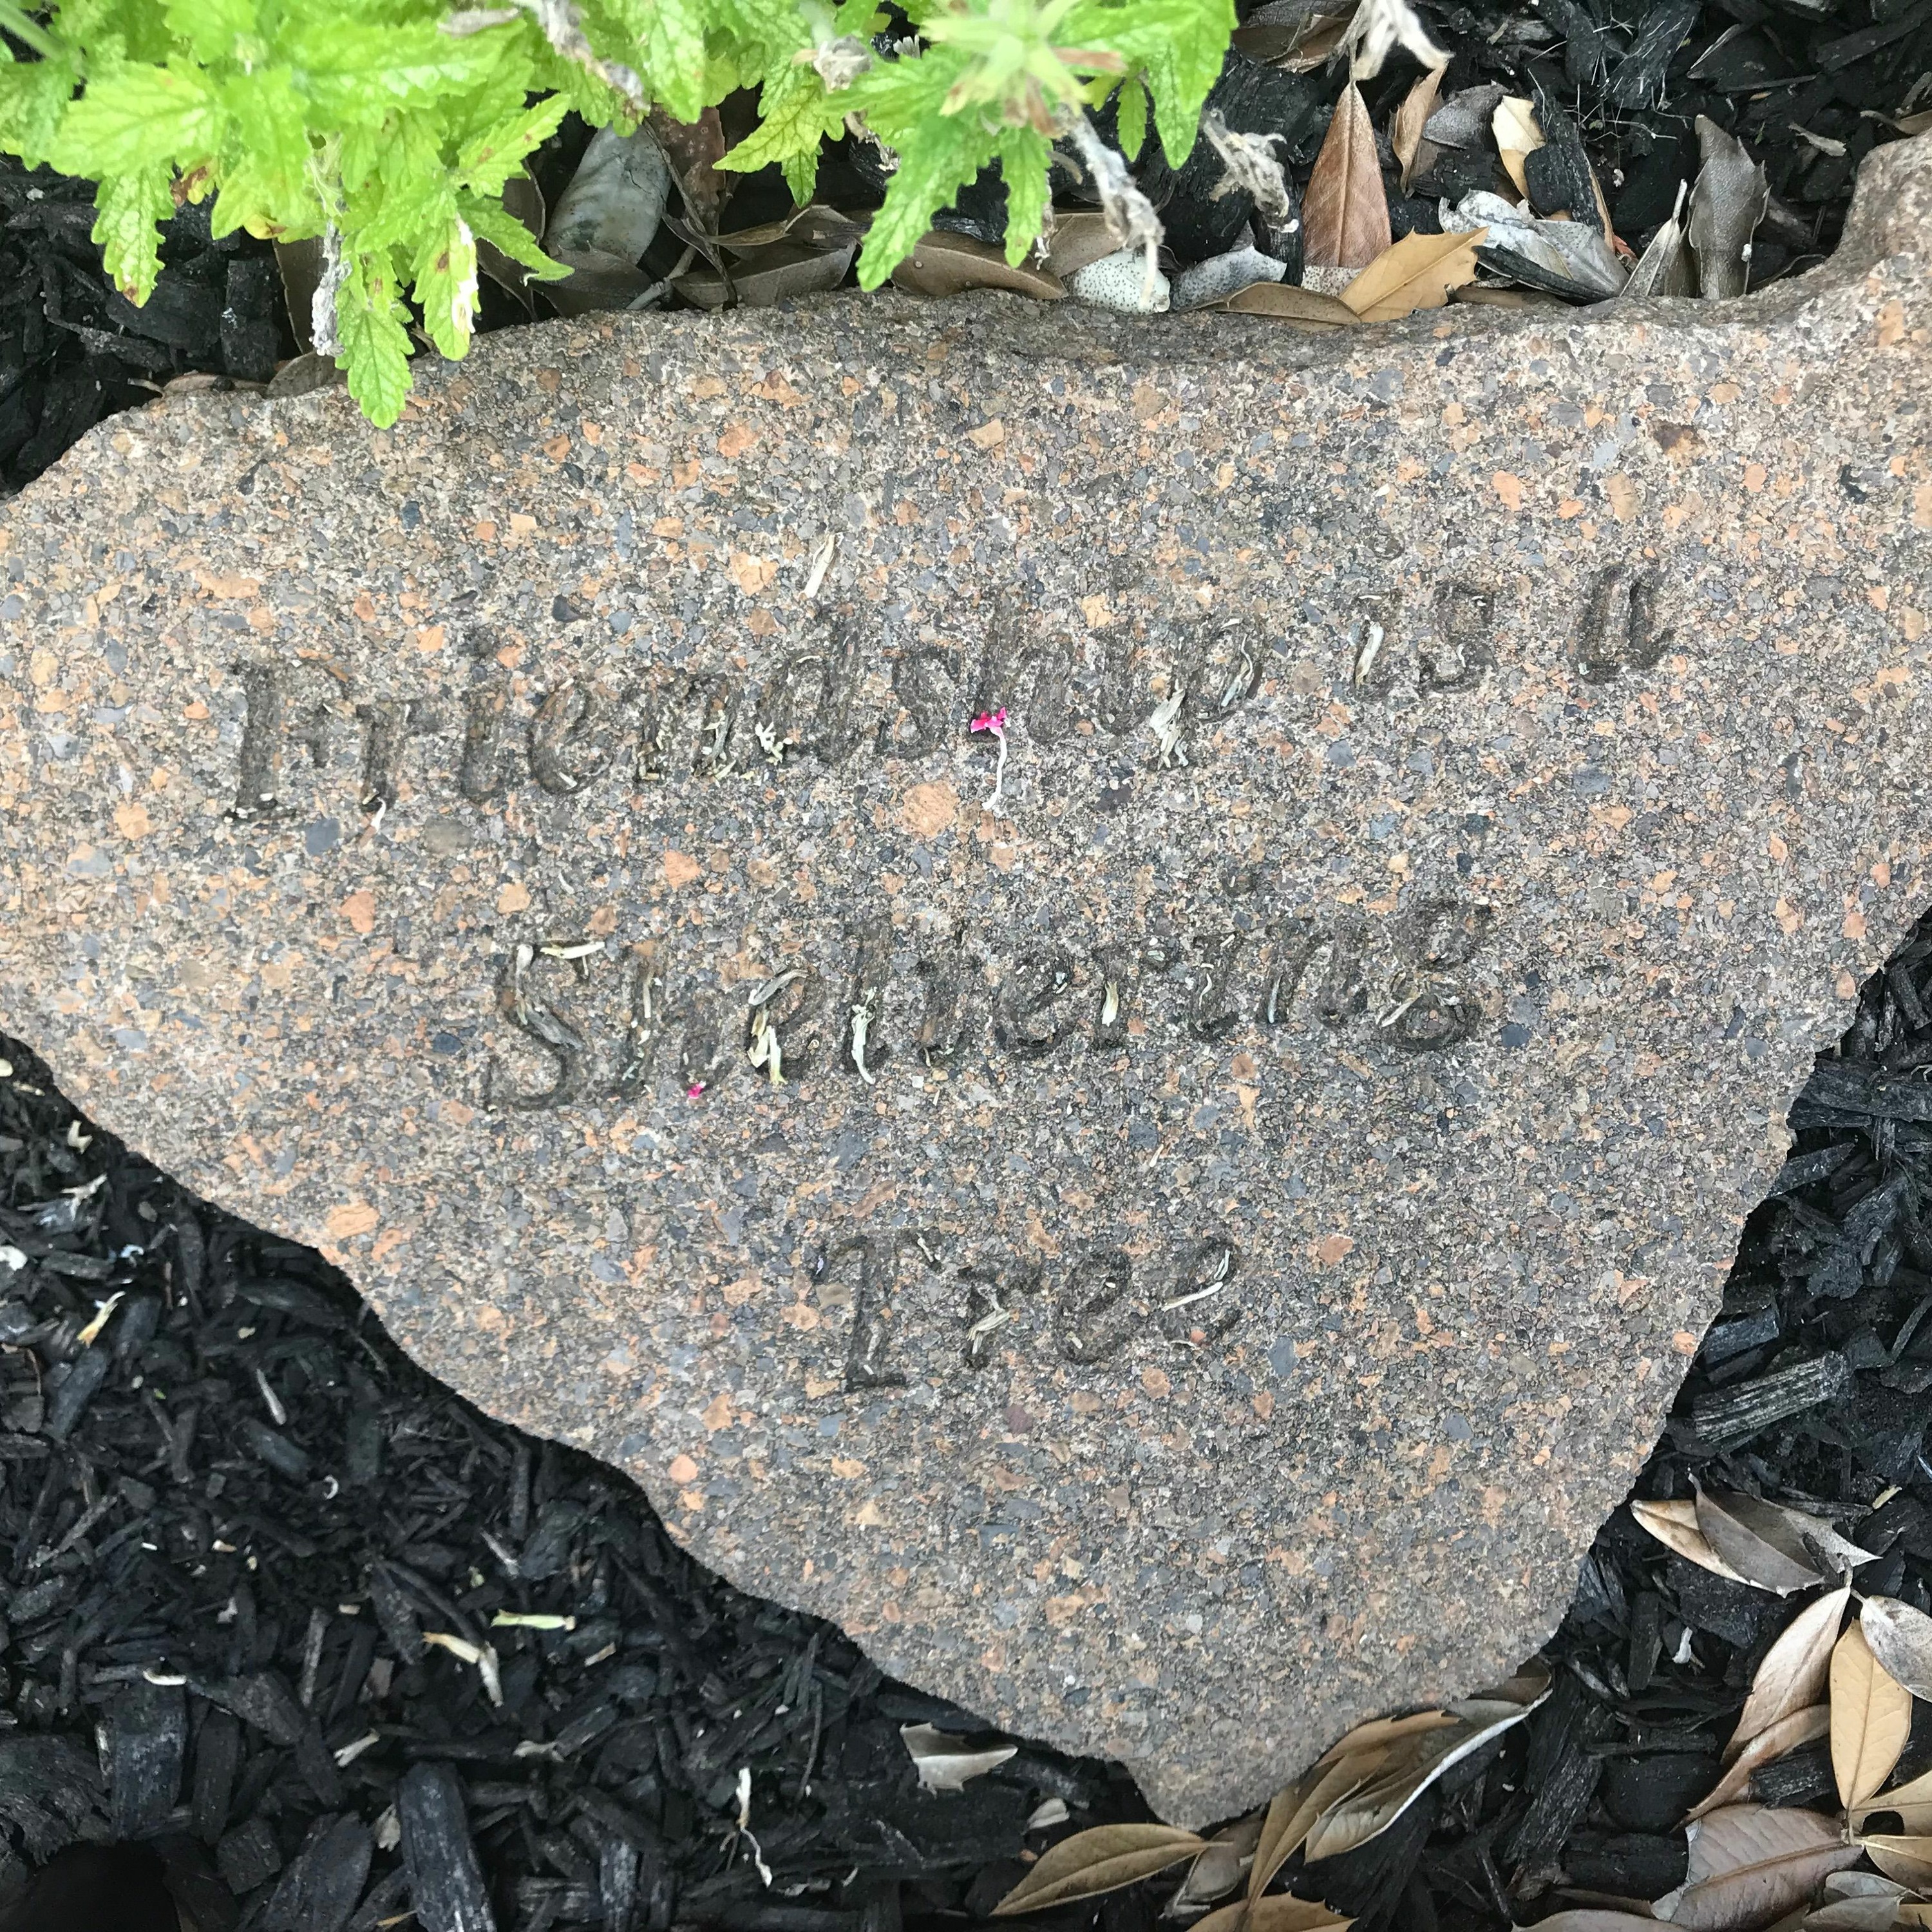 Friendship is a
Sheltering
Tree